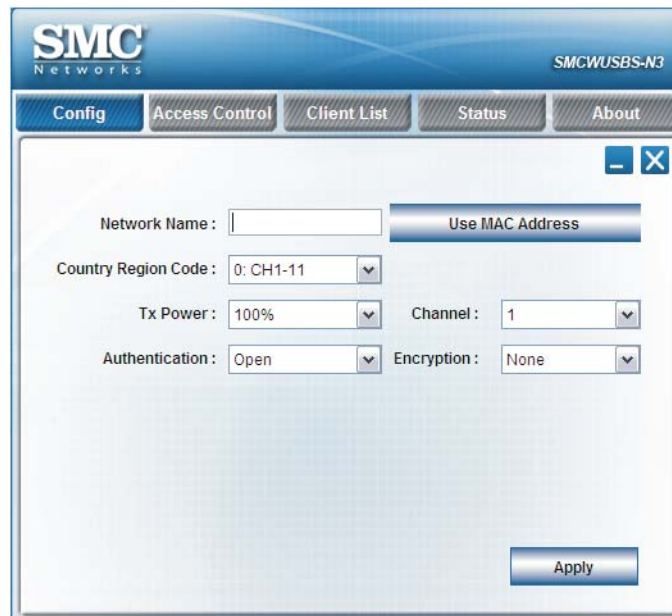 SMC
Networks
SMCWUSBS-N3
Config Access Control Client List Status About
Network Name : Use MAC Address
Country Region Code : 0: CH1-11
Tx Power : 100% Channel : 1
Authentication : Open Encryption : None
Apply